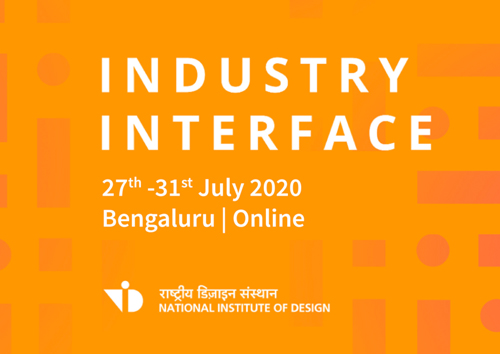 INDUSTRY
INTERFACE
27th -31st July 2020
Bengaluru | Online
राष्ट्रीय डिज़ाइन संस्थान
NATIONAL INSTITUTE OF DESIGN